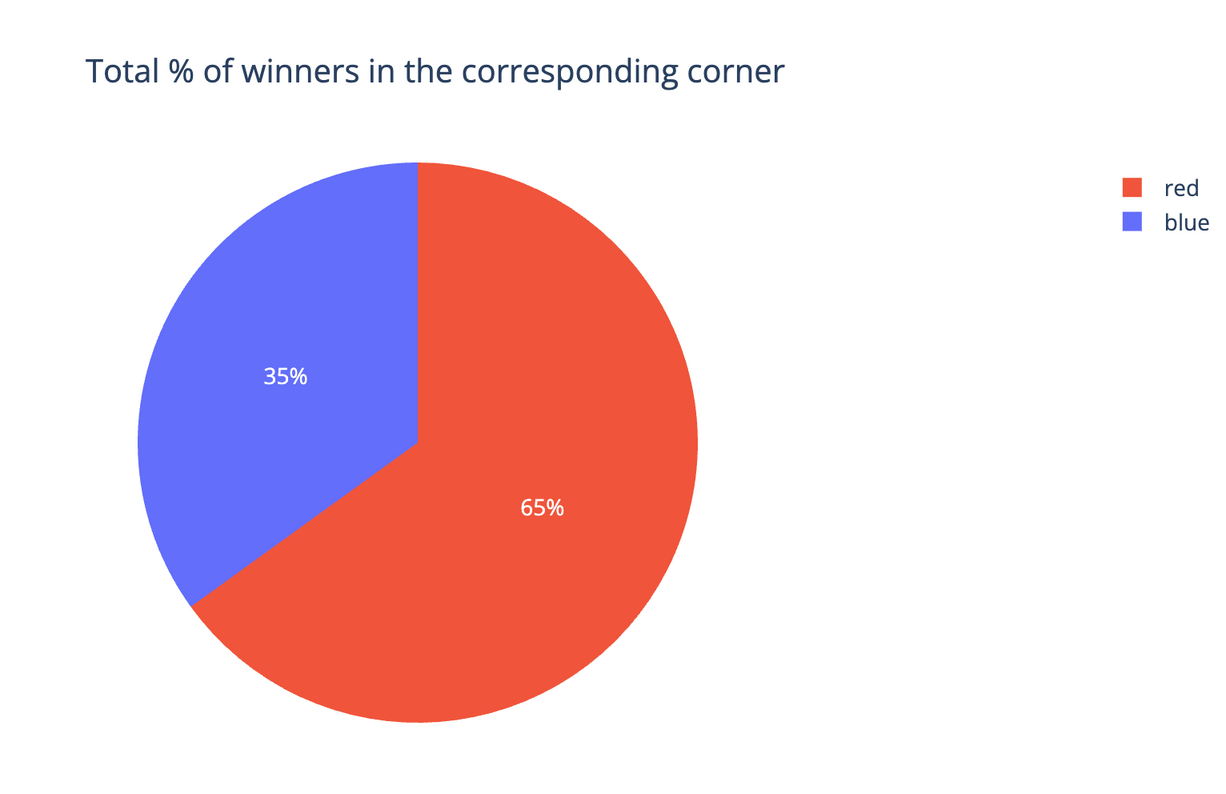 Total % of winners in the corresponding corner
red
blue
35%
65%